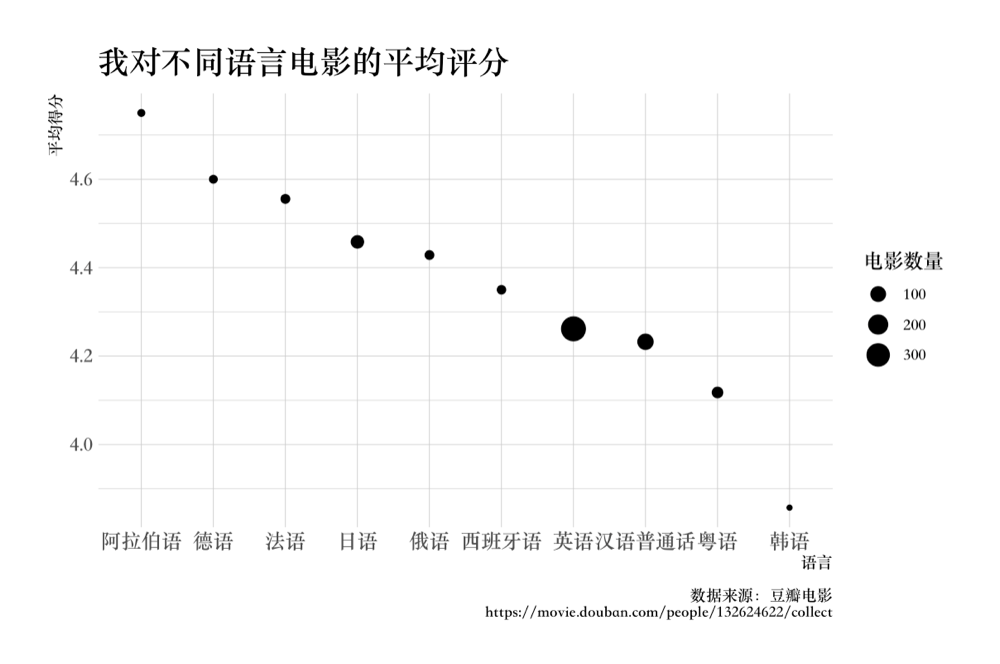 我对不同语言电影的平均评分
平均得分
4.6
4.4
4.2
4.0
阿拉伯语 德语 法语 日语 俄语 西班牙语 英语 汉语普通话 粤语 韩语
语言
电影数量
100
200
300
数据来源：豆瓣电影
https://movie.douban.com/people/132624622/collect